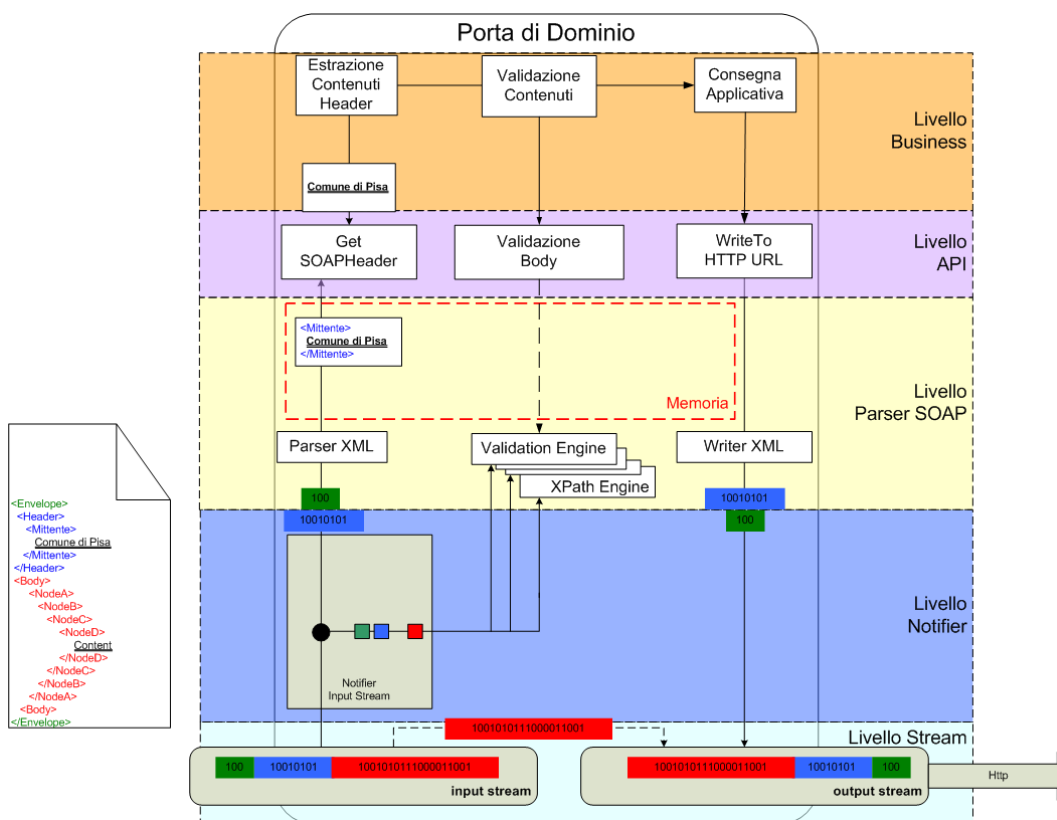 Porta di Dominio
Estrazione
Contenuti
Header
Validazione
Contenuti
Consegna
Applicativa
Livello
Business
Comune di Pisa
Get
SOAPHeader
Validazione
Body
WriteTo
HTTP URL
Livello
API
<Mittente>
Comune di Pisa
</Mittente>
Memoria
Livello
Parser SOAP
Parser XML
Validation Engine
XPath Engine
Writer XML
100
10010101
10010101
100
<Envelope>
<Header>
<Mittente>
Comune di Pisa
</Mittente>
</Header>
<Body>
<NodeA>
<NodeB>
<NodeC>
<NodeD>
Content
</NodeD>
</NodeC>
</NodeB>
</NodeA>
<Body>
</Envelope>
Livello
Notifier
Notifier
Input Stream
1001010111000011001
Livello Stream
100 10010101 1001010111000011001
input stream
1001010111000011001 10010101 100
output stream
Http